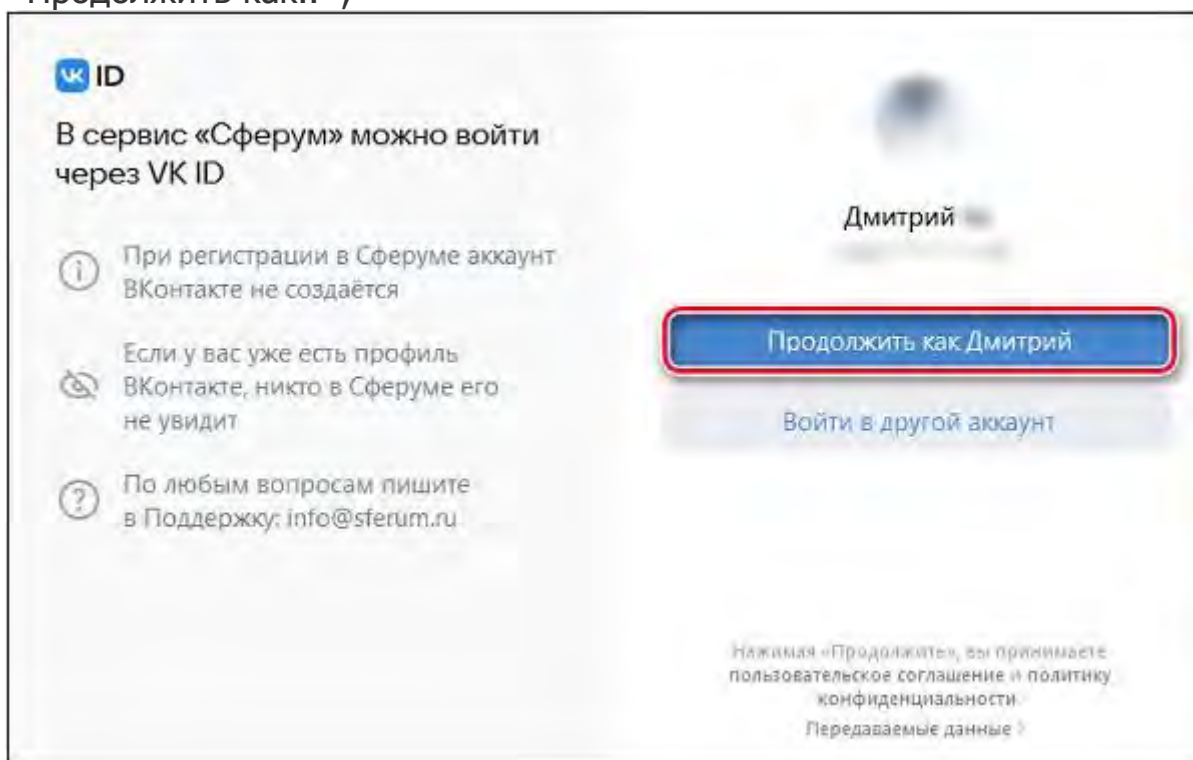 Продолжить как
VK ID
В сервис «Сферум» можно войти
через VK ID
При регистрации в Сферуме аккаунт
ВКонтакте не создаётся
Если у вас уже есть профиль
ВКонтакте, никто в Сферуме его
не увидит
По любым вопросам пишите
в Поддержку: info@sferum.ru
Дмитрий
Продолжить как Дмитрий
Войти в другой аккаунт
Нажимая «Продолжить», вы принимаете
пользовательское соглашение и политику
конфиденциальности
Передаваемые данные